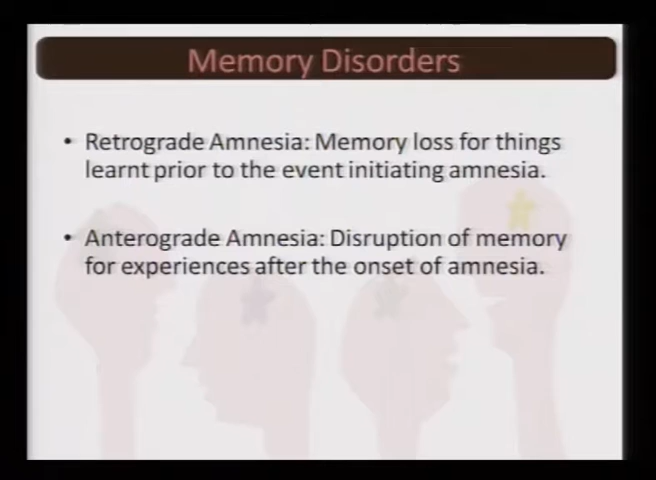 Memory Disorders
• Retrograde Amnesia: Memory loss for things
learnt prior to the event initiating amnesia.
• Anterograde Amnesia: Disruption of memory
for experiences after the onset of amnesia.